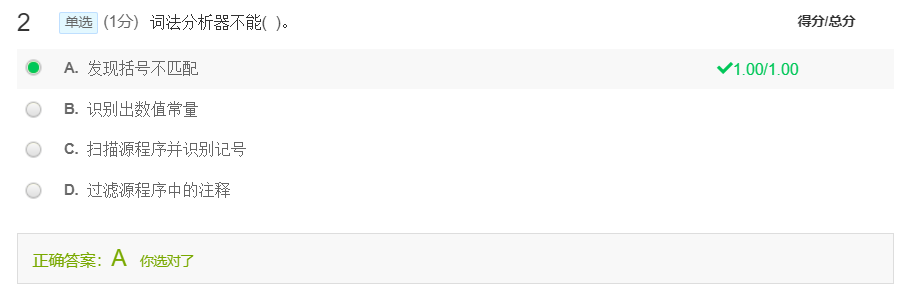 2 单选 (1分) 词法分析器不能( )。 得分/总分
A. 发现括号不匹配 1.00/1.00
B. 识别出数值常量
C. 扫描源程序并识别记号
D. 过滤源程序中的注释
正确答案：A 你选对了